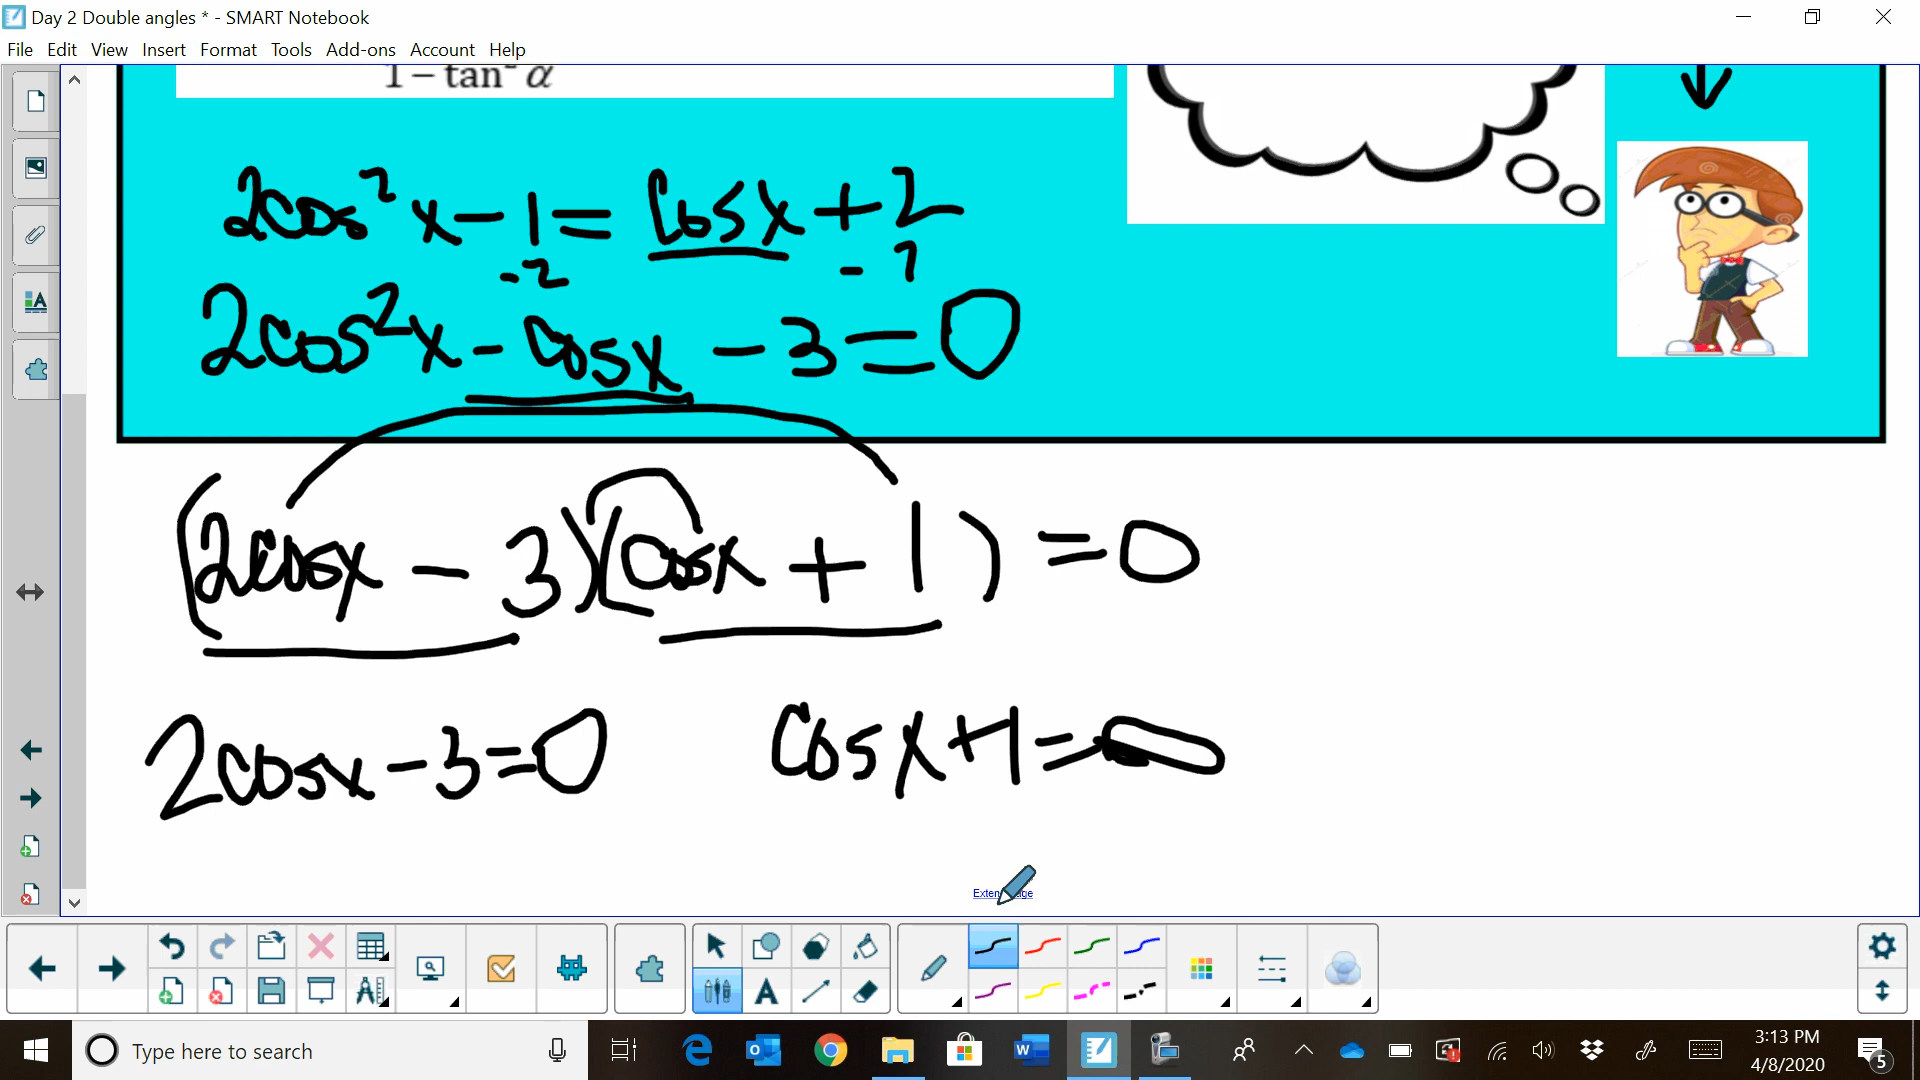 Day 2 Double angles * - SMART Notebook
File Edit View Insert Format Tools Add-ons Account Help
1 − tan² α
2cos²x − 1 = cosx + 2
-2 - 2
2cos²x − cosx − 3 = 0
(2cosx − 3)(cosx + 1) = 0
2cosx − 3 = 0 cosx + 1 = 0
Type here to search
3:13 PM
4/8/2020
5